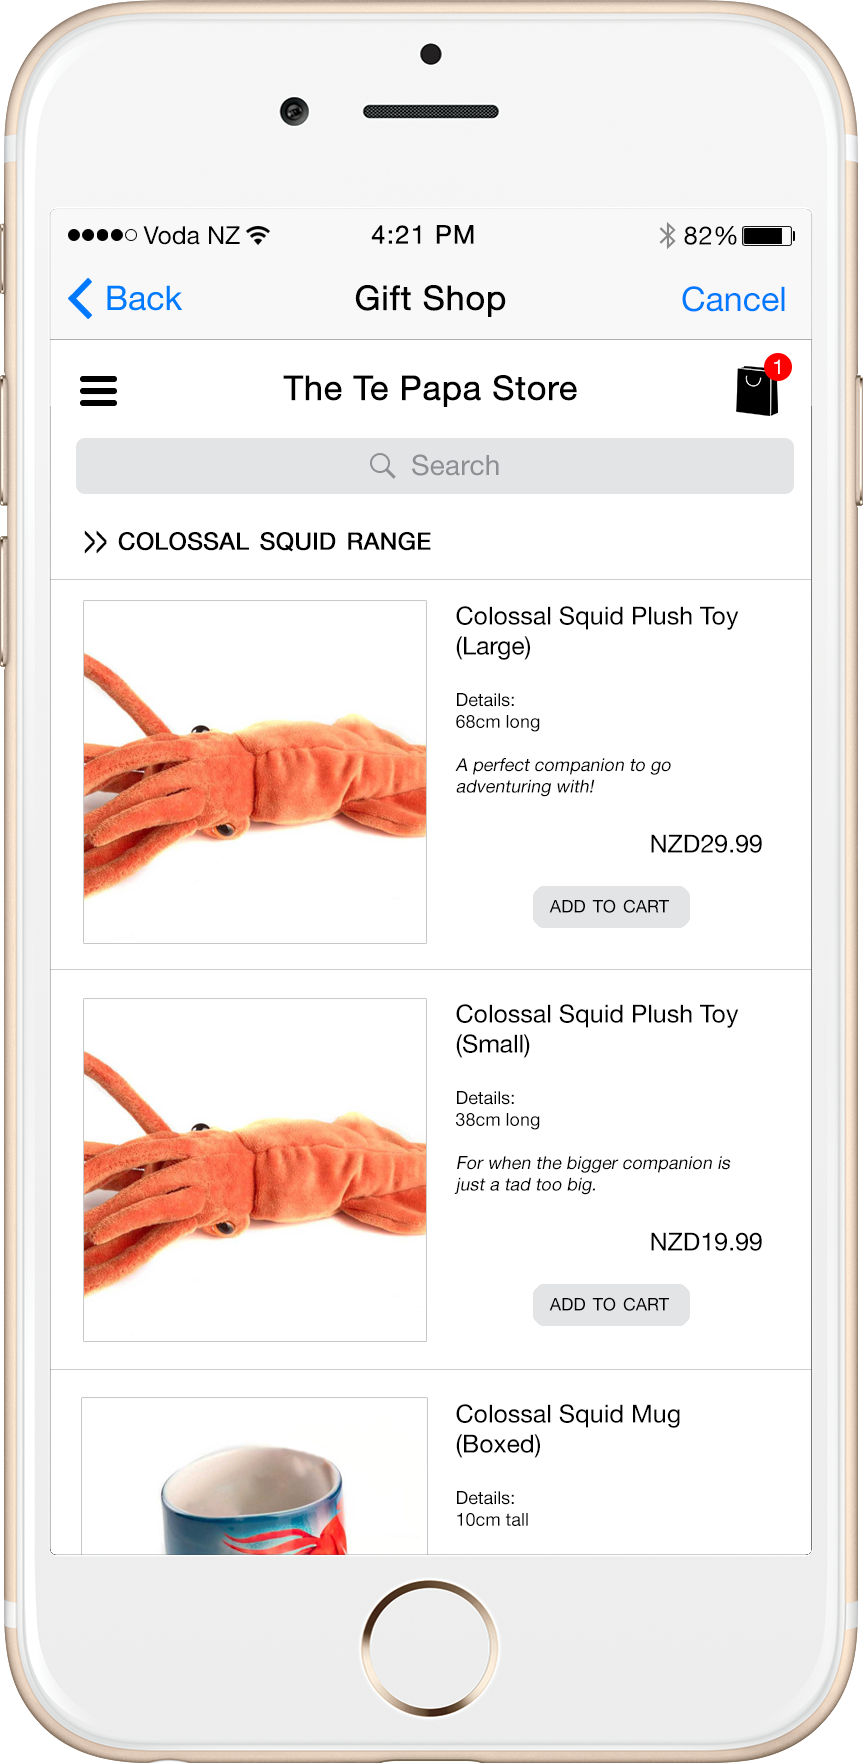 Voda NZ 4:21 PM 82%
Back Gift Shop Cancel
The Te Papa Store 1
Search
COLOSSAL SQUID RANGE
Colossal Squid Plush Toy
(Large)
Details:
68cm long
A perfect companion to go
adventuring with!
NZD29.99
ADD TO CART
Colossal Squid Plush Toy
(Small)
Details:
38cm long
For when the bigger companion is
just a tad too big.
NZD19.99
ADD TO CART
Colossal Squid Mug
(Boxed)
Details:
10cm tall